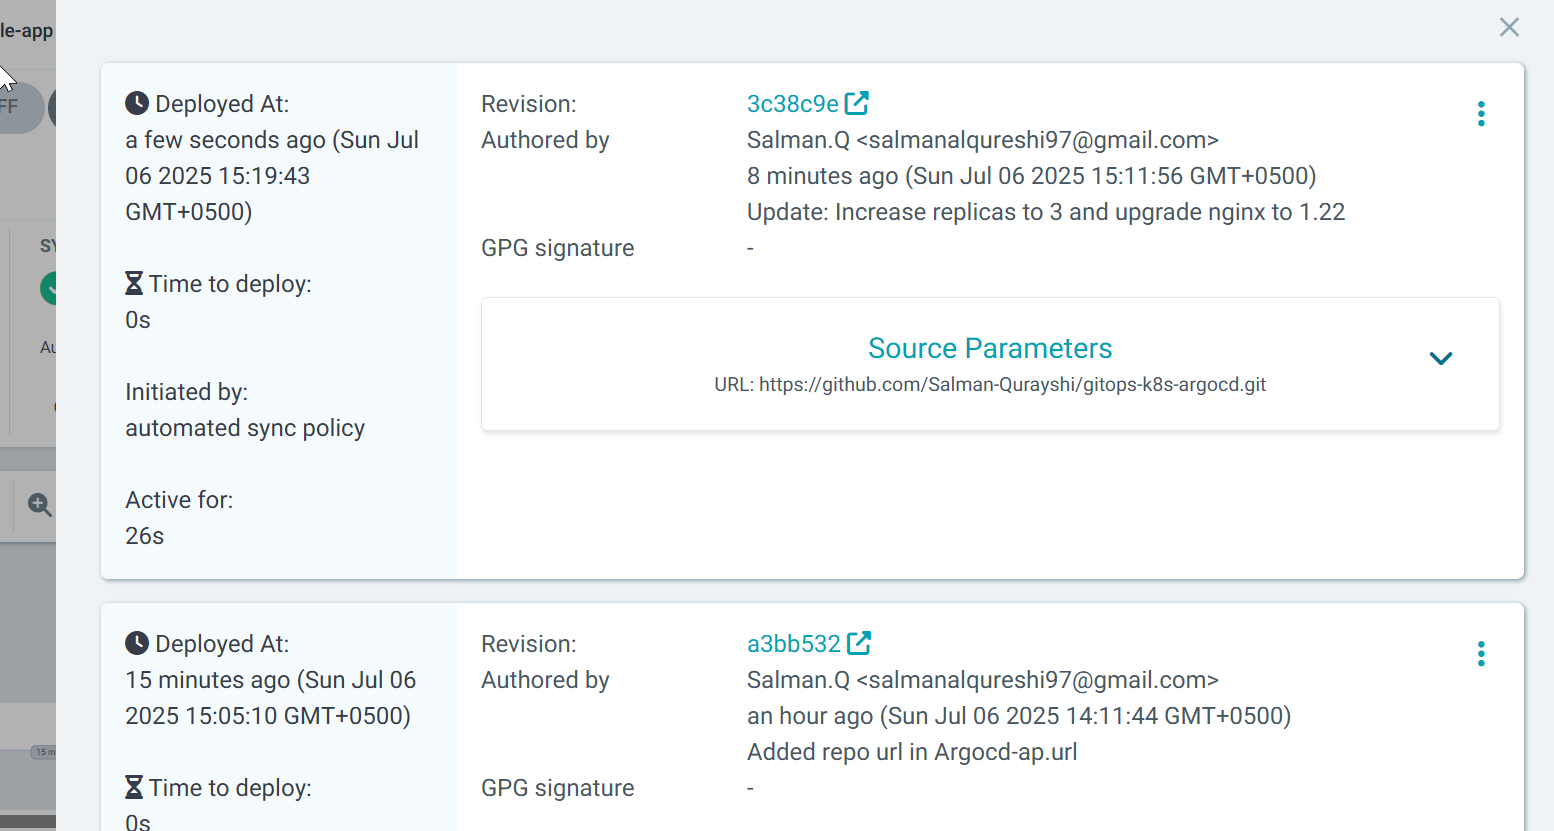 le-app
FF
SY
Au
15 m
Deployed At:
a few seconds ago (Sun Jul
06 2025 15:19:43
GMT+0500)
Time to deploy:
0s
Initiated by:
automated sync policy
Active for:
26s
Revision: 3c38c9e
Authored by Salman.Q <salmanalqureshi97@gmail.com>
8 minutes ago (Sun Jul 06 2025 15:11:56 GMT+0500)
Update: Increase replicas to 3 and upgrade nginx to 1.22
GPG signature -
Source Parameters
URL: https://github.com/Salman-Qurayshi/gitops-k8s-argocd.git
Deployed At:
15 minutes ago (Sun Jul 06
2025 15:05:10 GMT+0500)
Time to deploy:
0s
Revision: a3bb532
Authored by Salman.Q <salmanalqureshi97@gmail.com>
an hour ago (Sun Jul 06 2025 14:11:44 GMT+0500)
Added repo url in Argocd-ap.url
GPG signature -